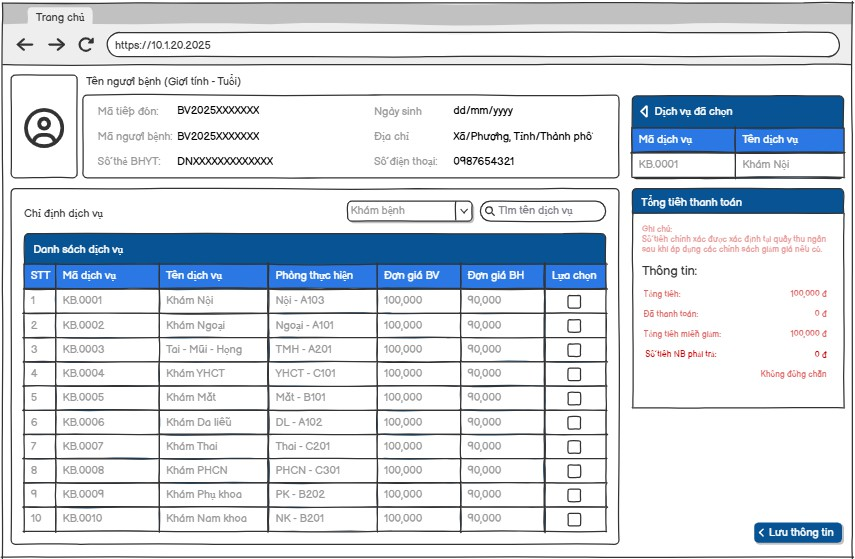 Trang chủ
https://10.1.20.2025
Tên người bệnh (Giới tính - Tuổi)
Mã tiếp đón: BV2025XXXXXXX Ngày sinh dd/mm/yyyy
Mã người bệnh: BV2025XXXXXXX Địa chỉ Xã/Phường, Tỉnh/Thành phố
Số thẻ BHYT: DNXXXXXXXXXXXXX Số điện thoại: 0987654321
Chỉ định dịch vụ Khám bệnh Tìm tên dịch vụ
Danh sách dịch vụ
STT Mã dịch vụ Tên dịch vụ Phòng thực hiện Đơn giá BV Đơn giá BH Lựa chọn
1 KB.0001 Khám Nội Nội - A103 100,000 90,000
2 KB.0002 Khám Ngoại Ngoại - A101 100,000 90,000
3 KB.0003 Tai - Mũi - Họng TMH - A201 100,000 90,000
4 KB.0004 Khám YHCT YHCT - C101 100,000 90,000
5 KB.0005 Khám Mắt Mắt - B101 100,000 90,000
6 KB.0006 Khám Da liễu DL - A102 100,000 90,000
7 KB.0007 Khám Thai Thai - C201 100,000 90,000
8 KB.0008 Khám PHCN PHCN - C301 100,000 90,000
9 KB.0009 Khám Phụ khoa PK - B202 100,000 90,000
10 KB.0010 Khám Nam khoa NK - B201 100,000 90,000
Dịch vụ đã chọn
Mã dịch vụ Tên dịch vụ
KB.0001 Khám Nội
Tổng tiền thanh toán
Ghi chú:
Số tiền chính xác được xác định tại quầy thu ngân
sau khi áp dụng các chính sách giảm giá nếu có.
Thông tin:
Tổng tiền: 100,000 đ
Đã thanh toán: 0 đ
Tổng tiền miễn giảm: 100,000 đ
Số tiền NB phải trả: 0 đ
Không đồng chẵn
Lưu thông tin